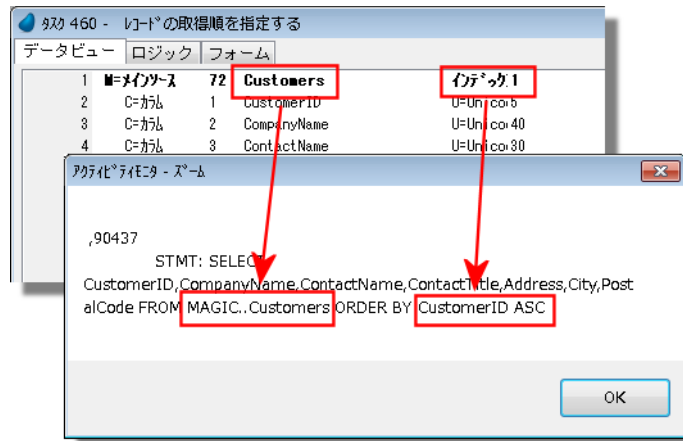 ﾀｽｸ 460 - ﾚｺｰﾄﾞの取得順を指定する
データビュー ロジック フォーム
1 M=ﾒｲﾝｿｰｽ 72 Customers ｲﾝﾃﾞｯｸ 1
2 C=ｶﾗﾑ 1 CustomerID U=Unico 5
3 C=ｶﾗﾑ 2 CompanyName U=Unico 40
4 C=ｶﾗﾑ 3 ContactName U=Unico 30
ｱｸﾃｨﾋﾞﾃｨﾓﾆﾀ - ｽﾞｰﾑ
,90437
STMT: SELECT
CustomerID,CompanyName,ContactName,ContactTitle,Address,City,Post
alCode FROM MAGIC..Customers ORDER BY CustomerID ASC
OK